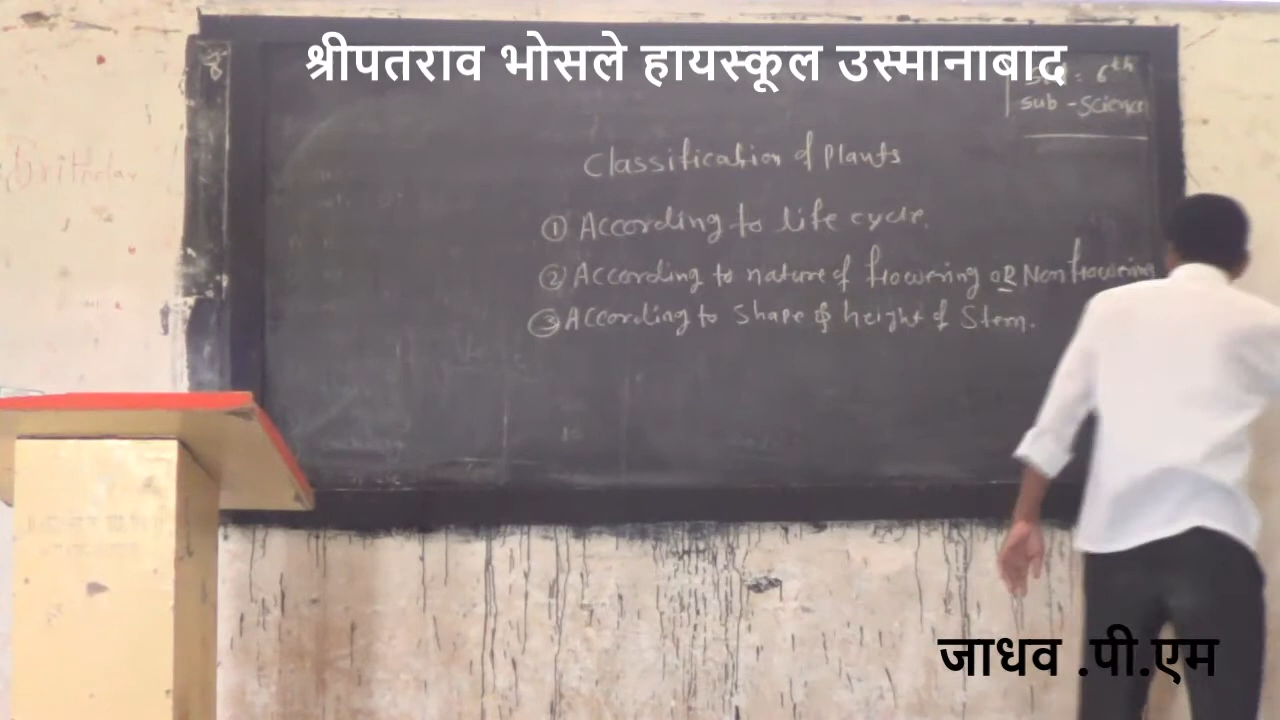 श्रीपतराव भोसले हायस्कूल उस्मानाबाद
: 6th
Sub - Science
Classification of Plants
① According to life cycle.
② According to nature of flowering OR Non flowering
③ According to Shape & height of Stem.
जाधव .पी.एम